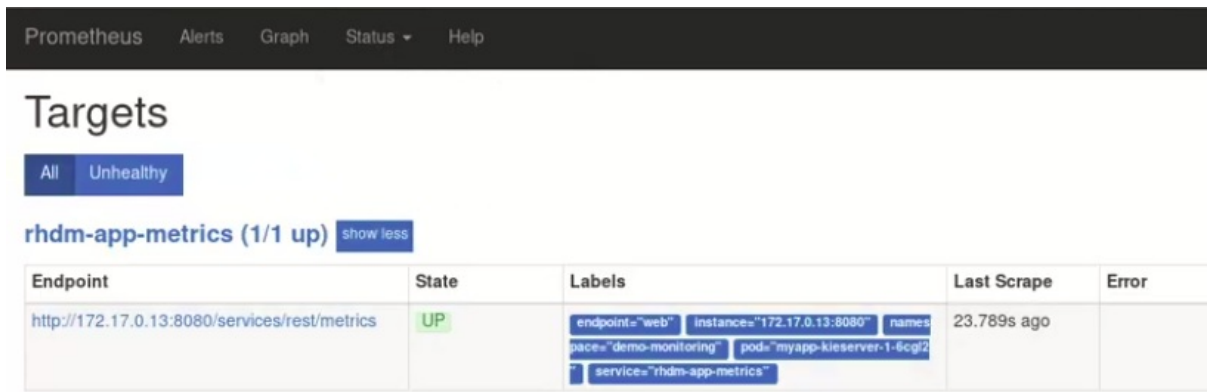 Prometheus Alerts Graph Status Help
Targets
All Unhealthy
rhdm-app-metrics (1/1 up) show less
Endpoint State Labels Last Scrape Error
http://172.17.0.13:8080/services/rest/metrics UP endpoint="web" instance="172.17.0.13:8080" names 23.789s ago
pace="demo-monitoring" pod="myapp-kieserver-1-6cgl2
" service="rhdm-app-metrics"